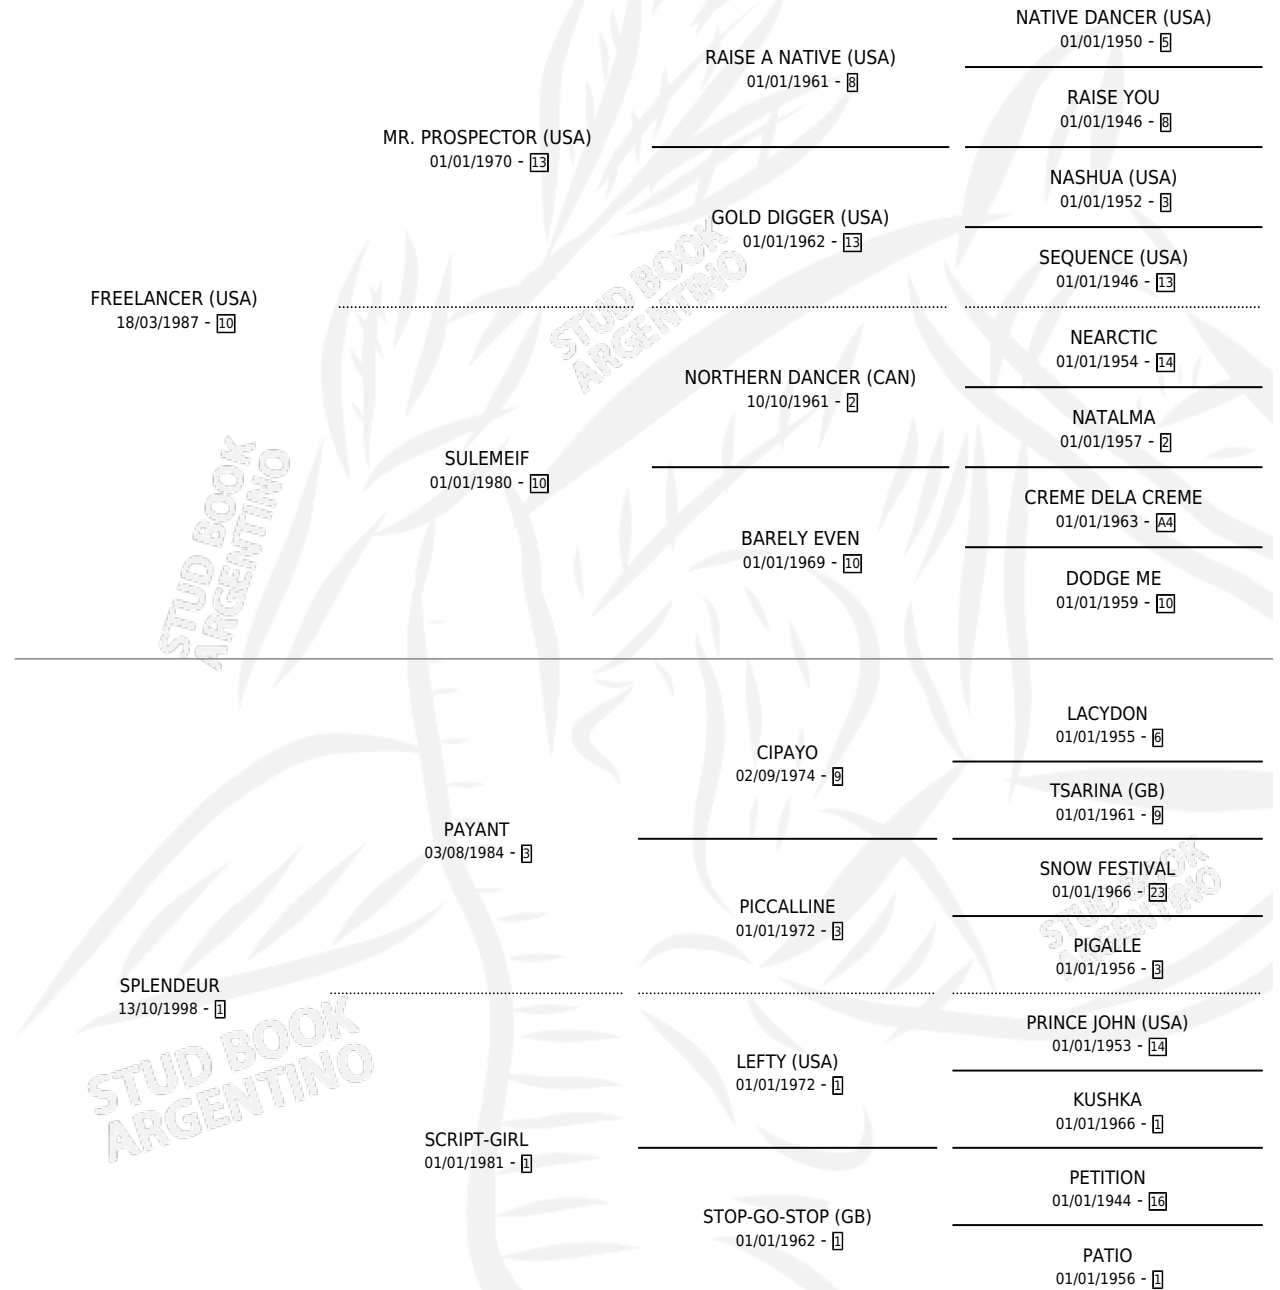 NATIVE DANCER (USA)
01/01/1950 - 5
RAISE A NATIVE (USA)
01/01/1961 - 8
RAISE YOU
01/01/1946 - 8
MR. PROSPECTOR (USA)
01/01/1970 - 13
NASHUA (USA)
01/01/1952 - 3
GOLD DIGGER (USA)
01/01/1962 - 13
SEQUENCE (USA)
01/01/1946 - 13
FREELANCER (USA)
18/03/1987 - 10
STUD BOOK
ARGENTINO
NEARCTIC
01/01/1954 - 14
NORTHERN DANCER (CAN)
10/10/1961 - 2
NATALMA
01/01/1957 - 2
SULEMEIF
01/01/1980 - 10
CREME DELA CREME
01/01/1963 - A4
BARELY EVEN
01/01/1969 - 10
DODGE ME
01/01/1959 - 10
STUD BOOK
ARGENTINO
LACYDON
01/01/1955 - 6
CIPAYO
02/09/1974 - 9
TSARINA (GB)
01/01/1961 - 9
PAYANT
03/08/1984 - 3
SNOW FESTIVAL
01/01/1966 - 23
PICCALLINE
01/01/1972 - 3
STUD BOOK
ARGENTINO
PIGALLE
01/01/1956 - 3
SPLENDEUR
13/10/1998 - 1
PRINCE JOHN (USA)
01/01/1953 - 14
LEFTY (USA)
01/01/1972 - 1
KUSHKA
01/01/1966 - 1
STUD BOOK
ARGENTINO
SCRIPT-GIRL
01/01/1981 - 1
PETITION
01/01/1944 - 16
STOP-GO-STOP (GB)
01/01/1962 - 1
PATIO
01/01/1956 - 1